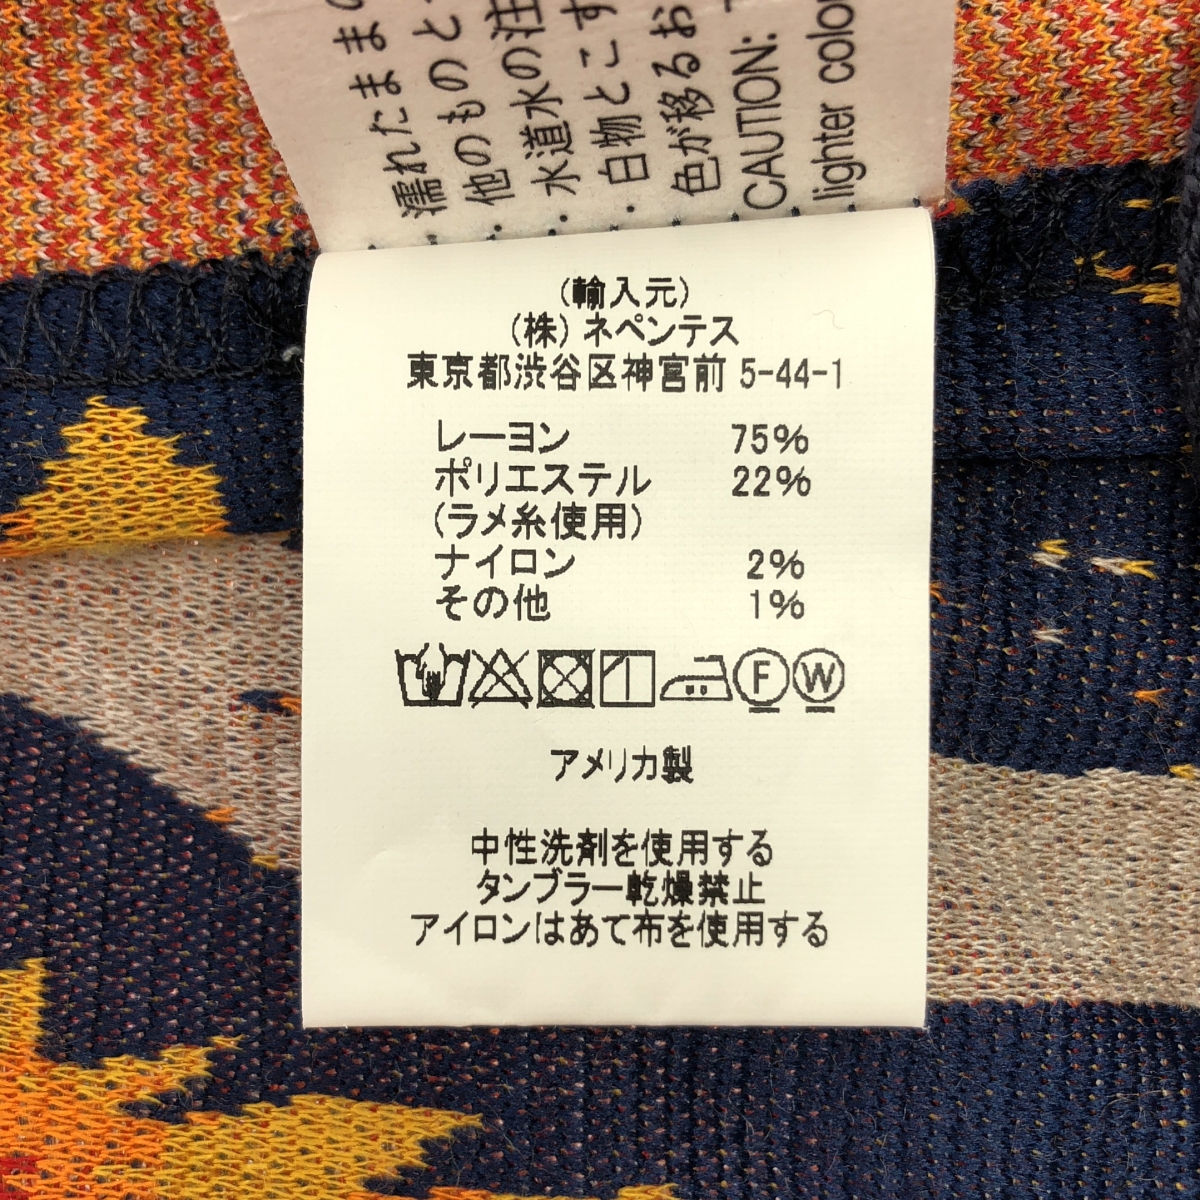 濡れたまま
他のものと
水道水の注
・白物とこす
色が移るお
CAUTION:
lighter colo
(輸入元)
(株) ネペンテス
東京都渋谷区神宮前 5-44-1
レーヨン 75%
ポリエステル 22%
(ラメ糸使用)
ナイロン 2%
その他 1%
F W
アメリカ製
中性洗剤を使用する
タンブラー乾燥禁止
アイロンはあて布を使用する